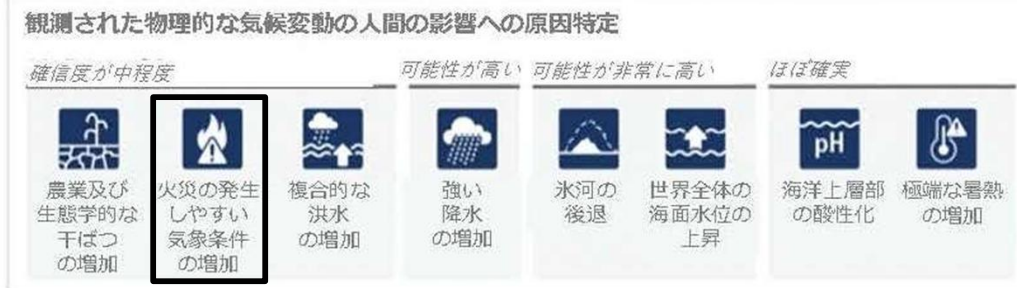 観測された物理的な気候変動の人間の影響への原因特定
確信度が中程度
可能性が高い
可能性が非常に高い
ほぼ確実
pH
農業及び
生態学的な
干ばつ
の増加
火災の発生
しやすい
気象条件
の増加
複合的な
洪水
の増加
強い
降水
の増加
氷河の
後退
世界全体の
海面水位の
上昇
海洋上層部
の酸性化
極端な暑熱
の増加